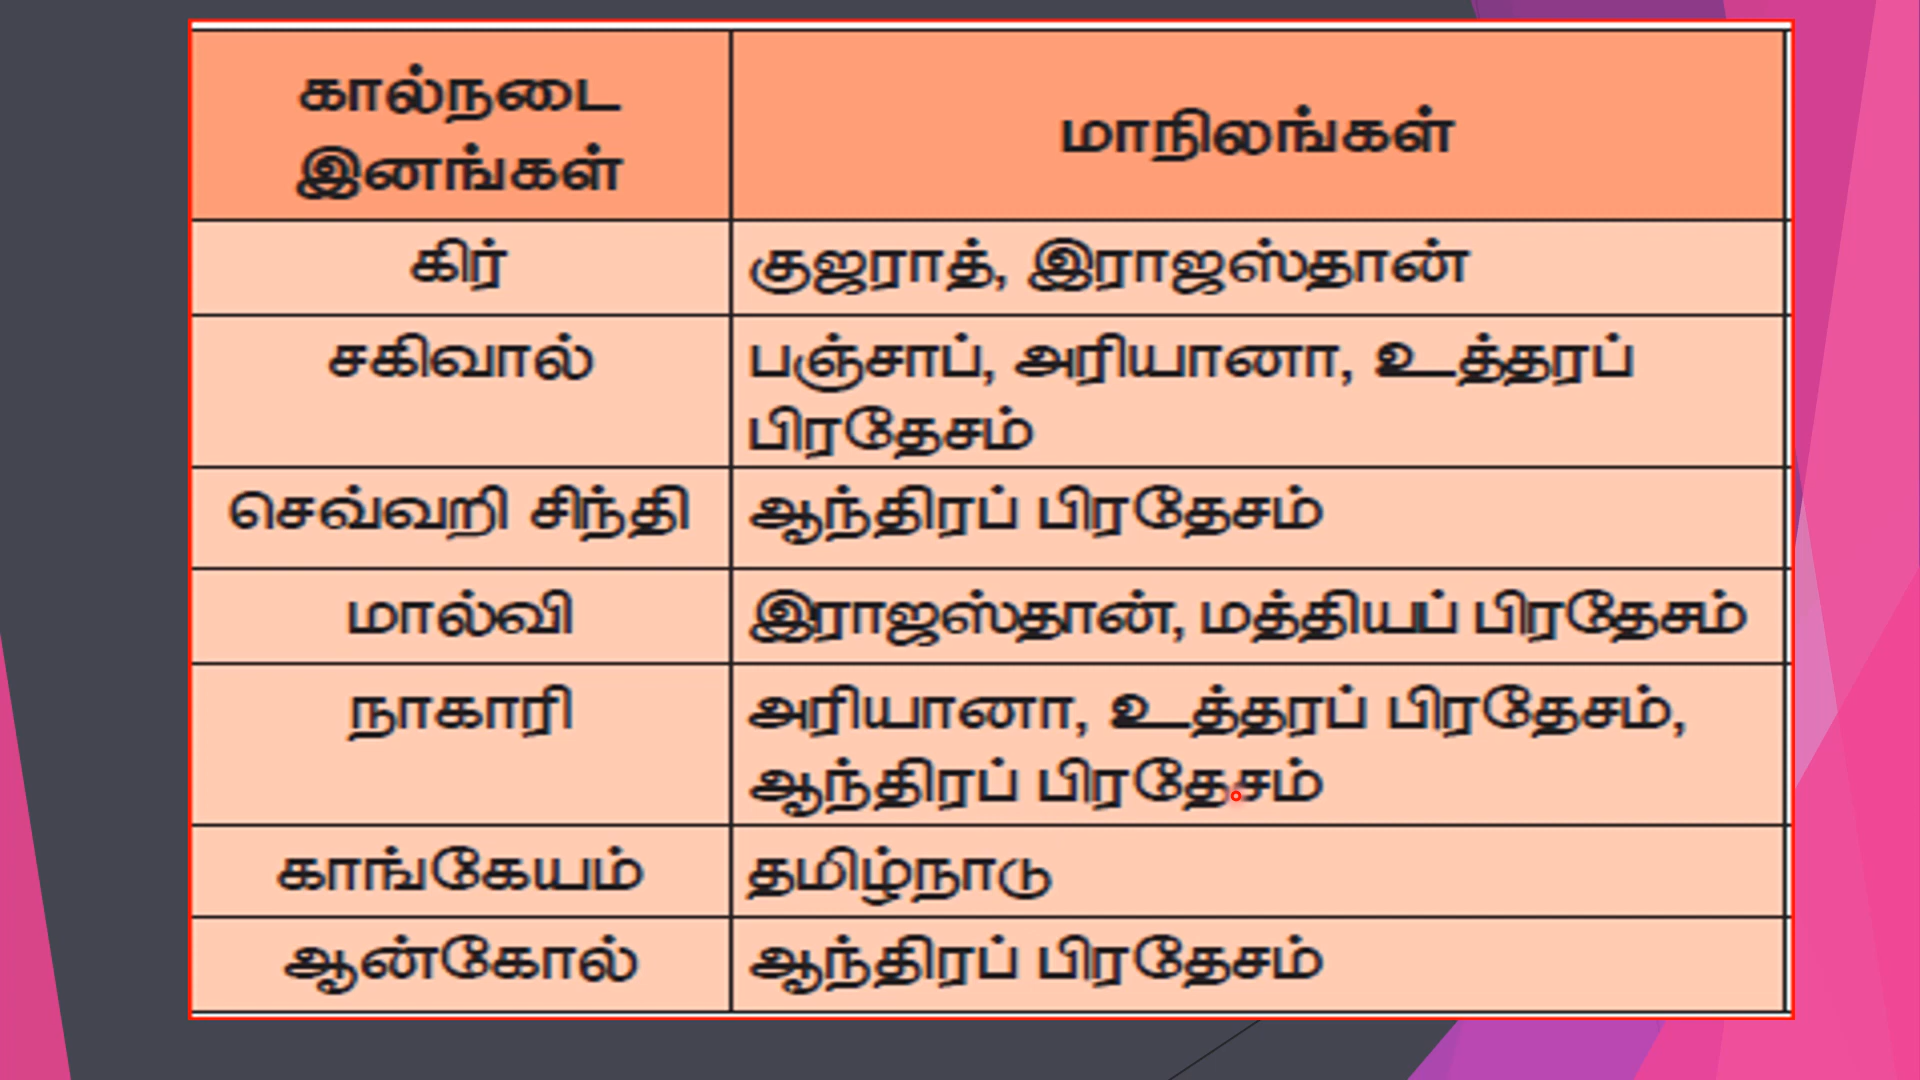 கால்நடை
இனங்கள்
மாநிலங்கள்
கிர்
குஜராத், இராஜஸ்தான்
சகிவால்
பஞ்சாப், அரியானா, உத்தரப்
பிரதேசம்
செவ்வறி சிந்தி
ஆந்திரப் பிரதேசம்
மால்வி
இராஜஸ்தான், மத்தியப் பிரதேசம்
நாகாரி
அரியானா, உத்தரப் பிரதேசம்,
ஆந்திரப் பிரதேசம்
காங்கேயம்
தமிழ்நாடு
ஆன்கோல்
ஆந்திரப் பிரதேசம்